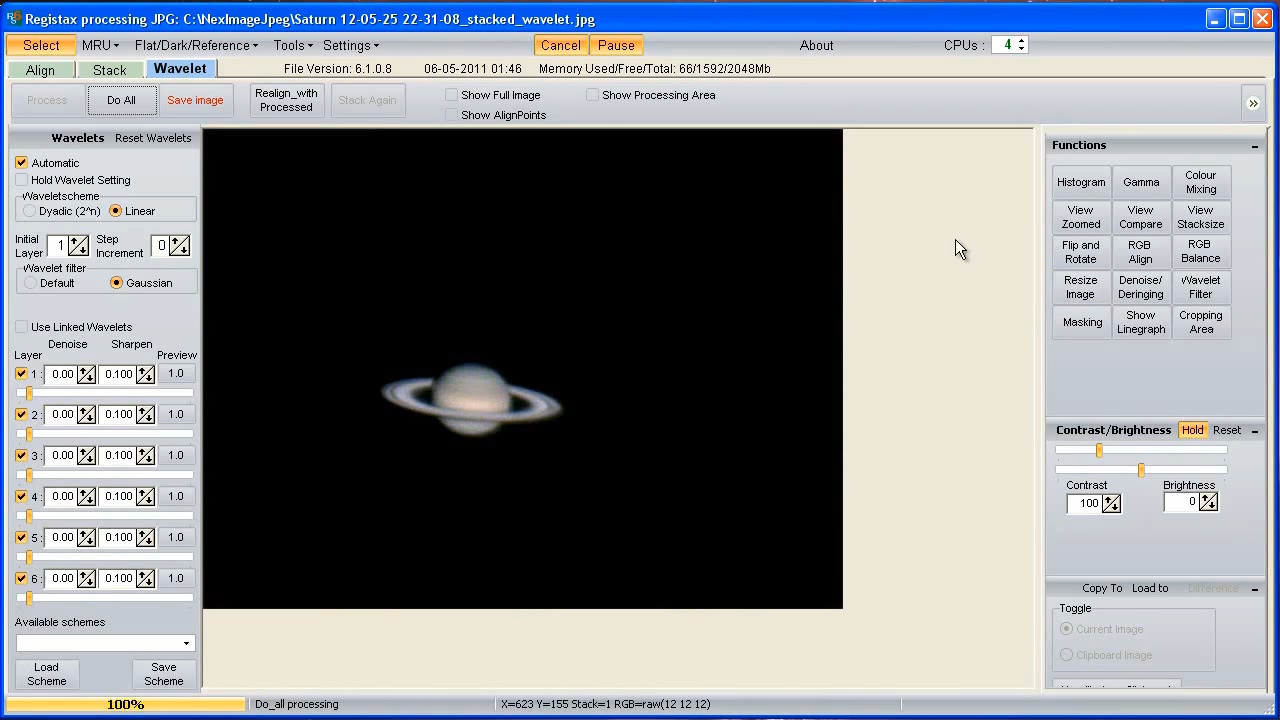 Registax processing JPG: C:\NexImageJpeg\Saturn 12-05-25 22-31-08_stacked_wavelet.jpg
Select MRU Flat/Dark/Reference Tools Settings Cancel Pause About CPUs : 4
Align Stack Wavelet File Version: 6.1.0.8 06-05-2011 01:46 Memory Used/Free/Total: 66/1592/2048Mb
Process Do All Save image Realign_with Processed Stack Again
Show Full Image Show Processing Area
Show AlignPoints
Wavelets Reset Wavelets
Automatic
Hold Wavelet Setting
Waveletscheme
Dyadic (2^n) Linear
Initial Layer 1 Step Increment 0
Wavelet filter
Default Gaussian
Use Linked Wavelets
Denoise Sharpen
Layer Preview
1 : 0.00 0.100 1.0
2 : 0.00 0.100 1.0
3 : 0.00 0.100 1.0
4 : 0.00 0.100 1.0
5 : 0.00 0.100 1.0
6 : 0.00 0.100 1.0
Available schemes
Load Scheme Save Scheme
Functions
Histogram Gamma Colour Mixing
View Zoomed View Compare View Stacksize
Flip and Rotate RGB Align RGB Balance
Resize Image Denoise/ Deringing Wavelet Filter
Masking Show Linegraph Cropping Area
Contrast/Brightness Hold Reset
Contrast Brightness
100 0
Copy To Load to Difference
Toggle
Current Image
Clipboard Image
100% Do_all processing X=623 Y=155 Stack=1 RGB=raw(12 12 12)